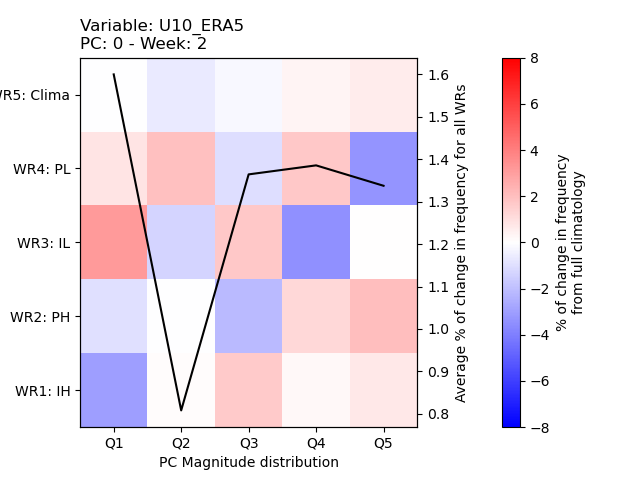 Variable: U10_ERA5
PC: 0 - Week: 2
WR5: Clima
WR4: PL
WR3: IL
WR2: PH
WR1: IH
Q1 Q2 Q3 Q4 Q5
PC Magnitude distribution
1.6
1.5
1.4
1.3
1.2
1.1
1.0
0.9
0.8
Average % of change in frequency for all WRs
8
6
4
2
0
−2
−4
−6
−8
% of change in frequency
from full climatology